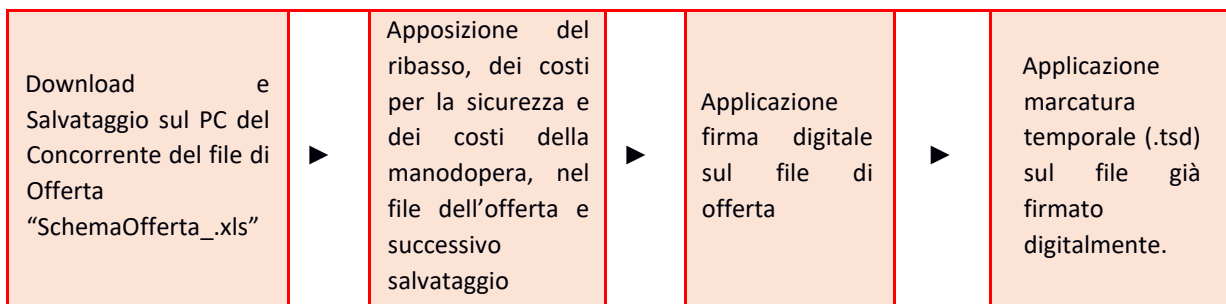 Download e
Salvataggio sul PC del
Concorrente del file di
Offerta
“SchemaOfferta_.xls”
►
Apposizione del
ribasso, dei costi
per la sicurezza e
dei costi della
manodopera, nel
file dell’offerta e
successivo
salvataggio
►
Applicazione
firma digitale
sul file di
offerta
►
Applicazione
marcatura
temporale (.tsd)
sul file già
firmato
digitalmente.